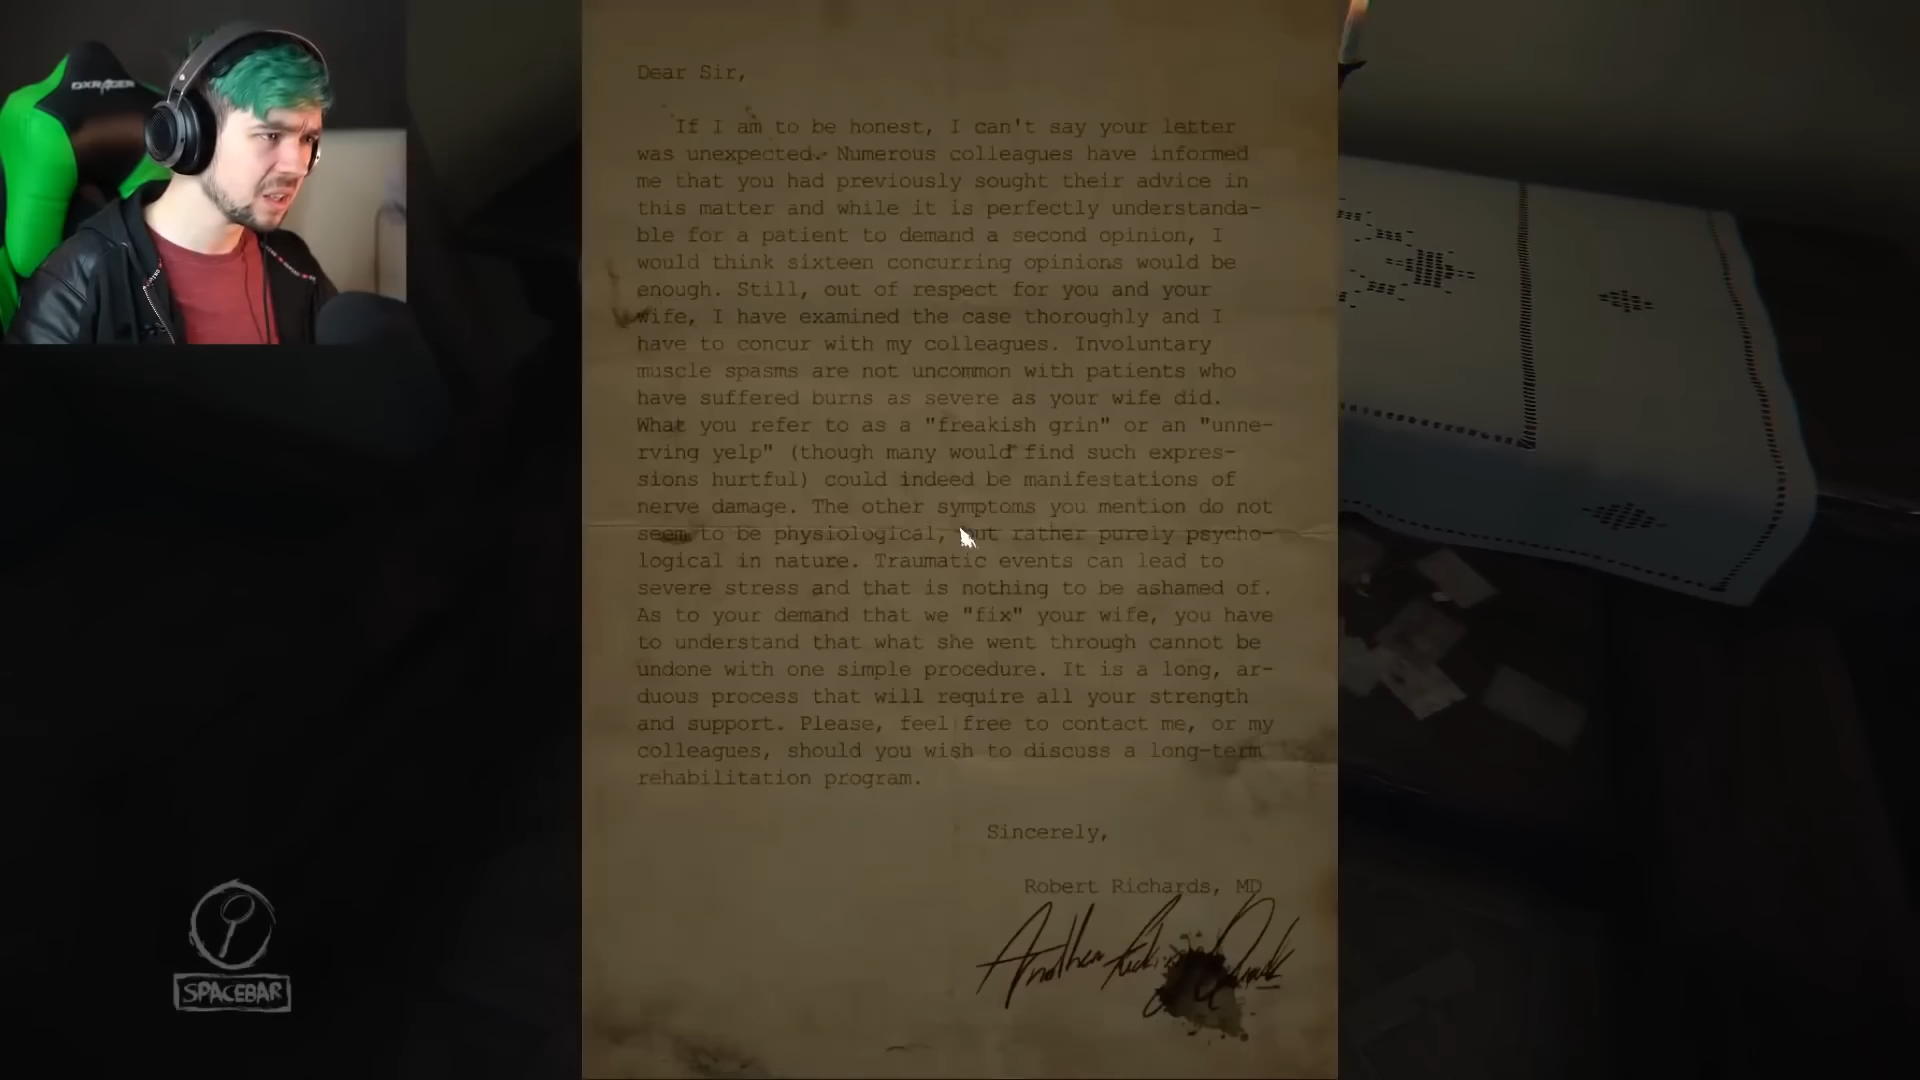 DXRACER
Dear Sir,
If I am to be honest, I can't say your letter
was unexpected. Numerous colleagues have informed
me that you had previously sought their advice in
this matter and while it is perfectly understanda-
ble for a patient to demand a second opinion, I
would think sixteen concurring opinions would be
enough. Still, out of respect for you and your
wife, I have examined the case thoroughly and I
have to concur with my colleagues. Involuntary
muscle spasms are not uncommon with patients who
have suffered burns as severe as your wife did.
What you refer to as a "freakish grin" or an "unne-
rving yelp" (though many would find such expres-
sions hurtful) could indeed be manifestations of
nerve damage. The other symptoms you mention do not
seem to be physiological, but rather purely psycho-
logical in nature. Traumatic events can lead to
severe stress and that is nothing to be ashamed of.
As to your demand that we "fix" your wife, you have
to understand that what she went through cannot be
undone with one simple procedure. It is a long, ar-
duous process that will require all your strength
and support. Please, feel free to contact me, or my
colleagues, should you wish to discuss a long-term
rehabilitation program.
Sincerely,
Robert Richards, MD
Another
SPACEBAR